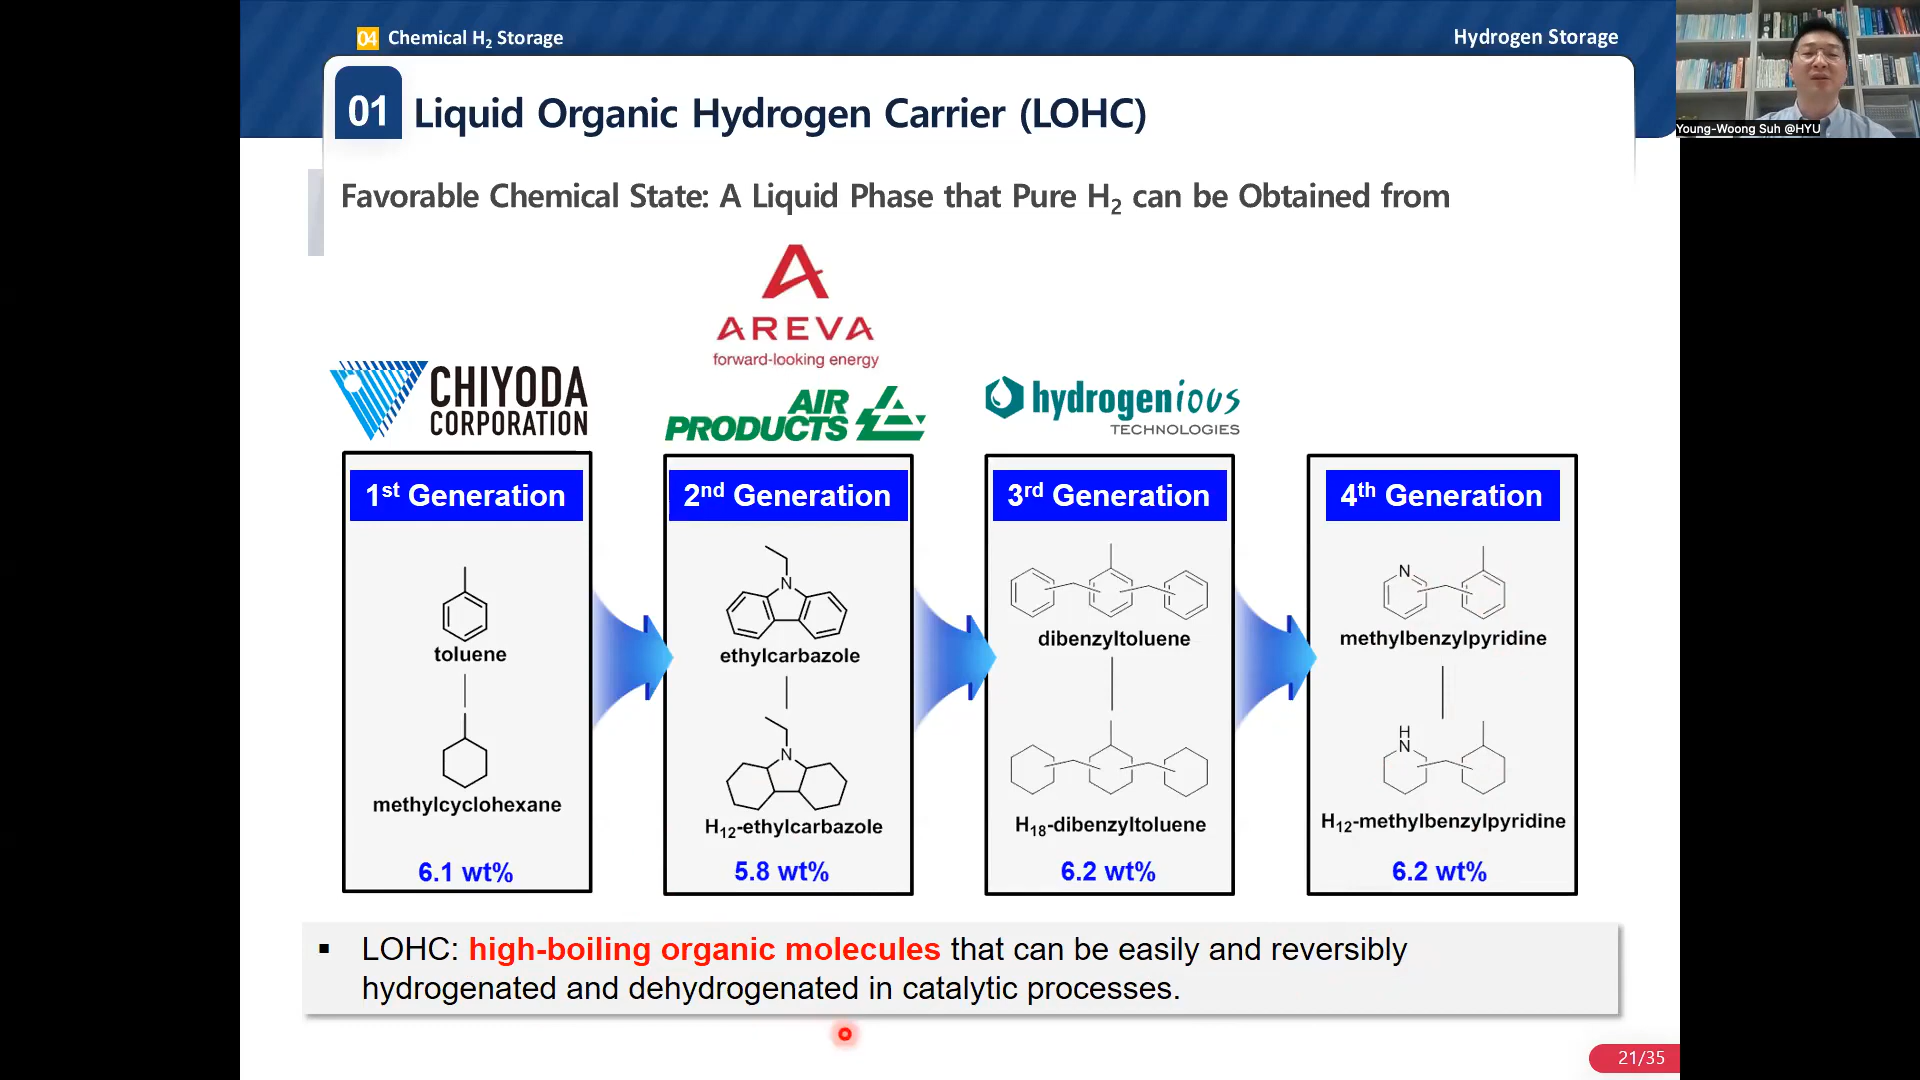 04 Chemical H₂ Storage
Hydrogen Storage
Young-Woong Suh @HYU
01 Liquid Organic Hydrogen Carrier (LOHC)
Favorable Chemical State: A Liquid Phase that Pure H₂ can be Obtained from
AREVA
forward-looking energy
CHIYODA
CORPORATION
AIR
PRODUCTS
hydrogenious
TECHNOLOGIES
1st Generation
N
toluene
methylcyclohexane
6.1 wt%
2nd Generation
N
ethylcarbazole
N
H₁₂-ethylcarbazole
5.8 wt%
3rd Generation
dibenzyltoluene
H₁₈-dibenzyltoluene
6.2 wt%
4th Generation
N
methylbenzylpyridine
H
N
H₁₂-methylbenzylpyridine
6.2 wt%
▪ LOHC: high-boiling organic molecules that can be easily and reversibly
hydrogenated and dehydrogenated in catalytic processes.
21/35